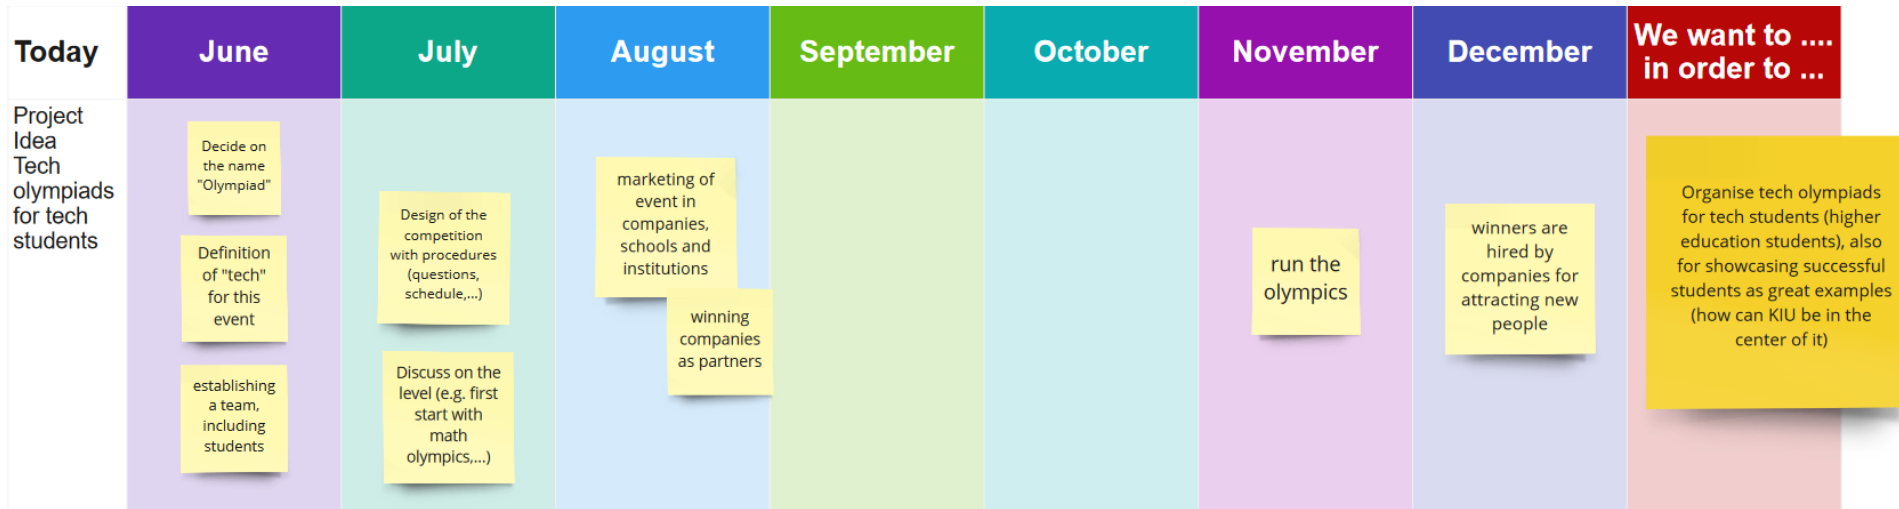 Today
June
July
August
September
October
November
December
We want to ....
in order to ...
Project
Idea
Tech
olympiads
for tech
students
Decide on
the name
"Olympiad"
Definition
of "tech"
for this
event
establishing
a team,
including
students
Design of the
competition
with procedures
(questions,
schedule,...)
Discuss on the
level (e.g. first
start with
math
olympics,...)
marketing of
event in
companies,
schools and
institutions
winning
companies
as partners
run the
olympics
winners are
hired by
companies for
attracting new
people
Organise tech olympiads
for tech students (higher
education students), also
for showcasing successful
students as great examples
(how can KIU be in the
center of it)